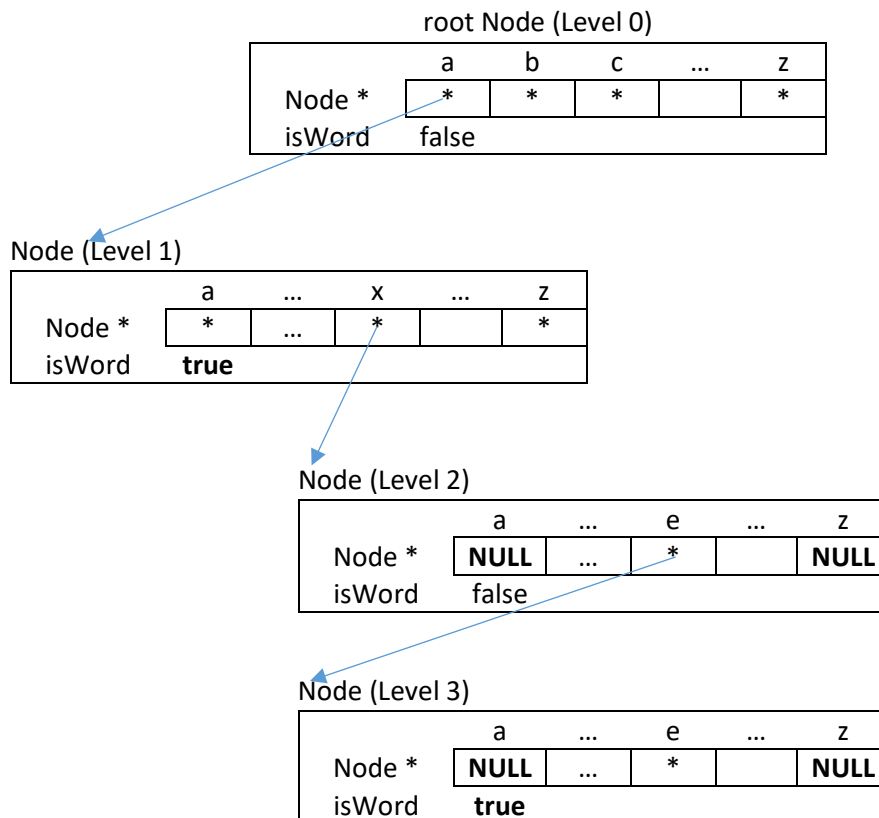 root Node (Level 0)
a b c ... z
Node * * * * *
isWord false
Node (Level 1)
a ... x ... z
Node * * ... * *
isWord true
Node (Level 2)
a ... e ... z
Node * NULL ... * NULL
isWord false
Node (Level 3)
a ... e ... z
Node * NULL ... * NULL
isWord true